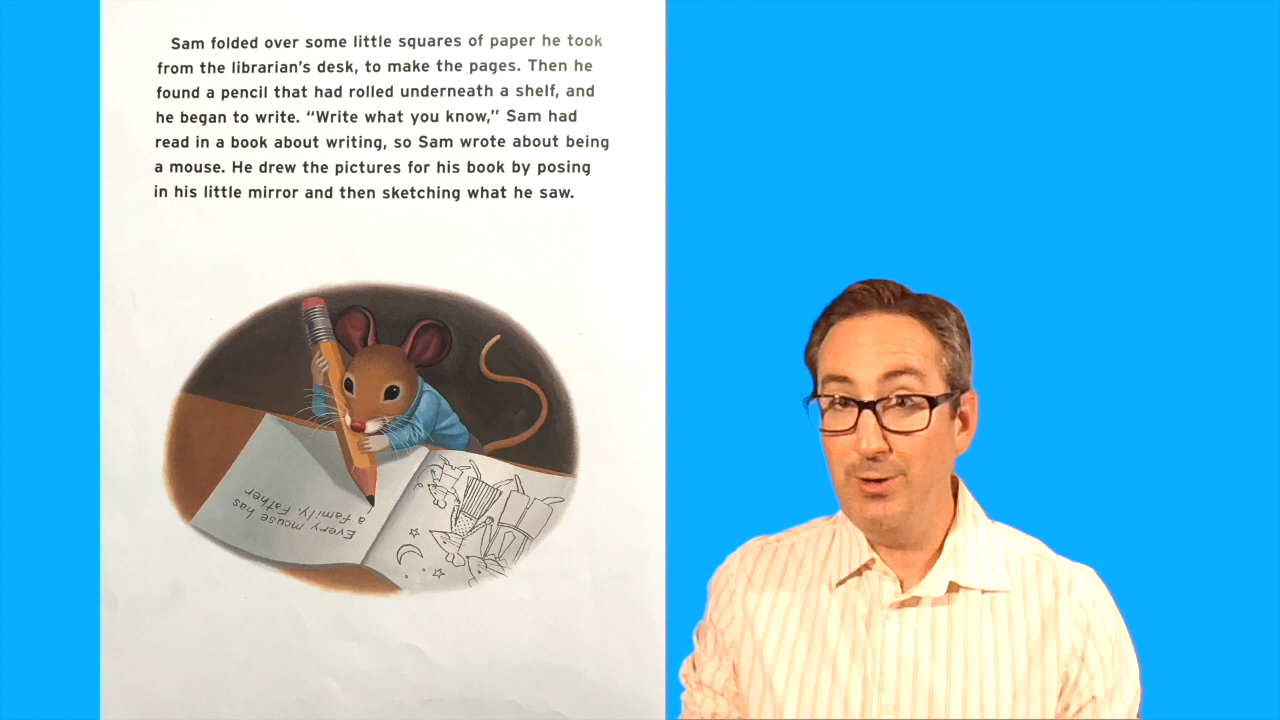 Sam folded over some little squares of paper he took
from the librarian's desk, to make the pages. Then he
found a pencil that had rolled underneath a shelf, and
he began to write. “Write what you know,” Sam had
read in a book about writing, so Sam wrote about being
a mouse. He drew the pictures for his book by posing
in his little mirror and then sketching what he saw.
Every mouse has
a family. Father